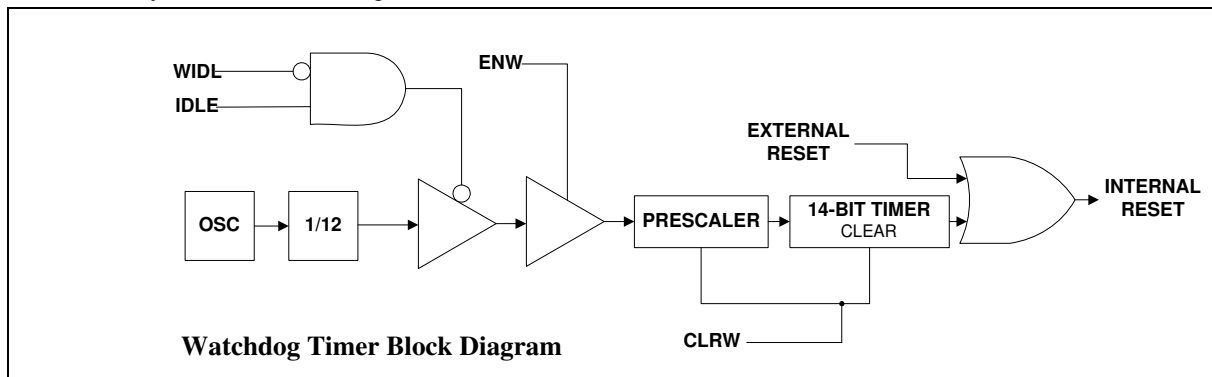 WIDL
IDLE
ENW
EXTERNAL
RESET
OSC
1/12
PRESCALER
14-BIT TIMER
CLEAR
INTERNAL
RESET
CLRW
Watchdog Timer Block Diagram